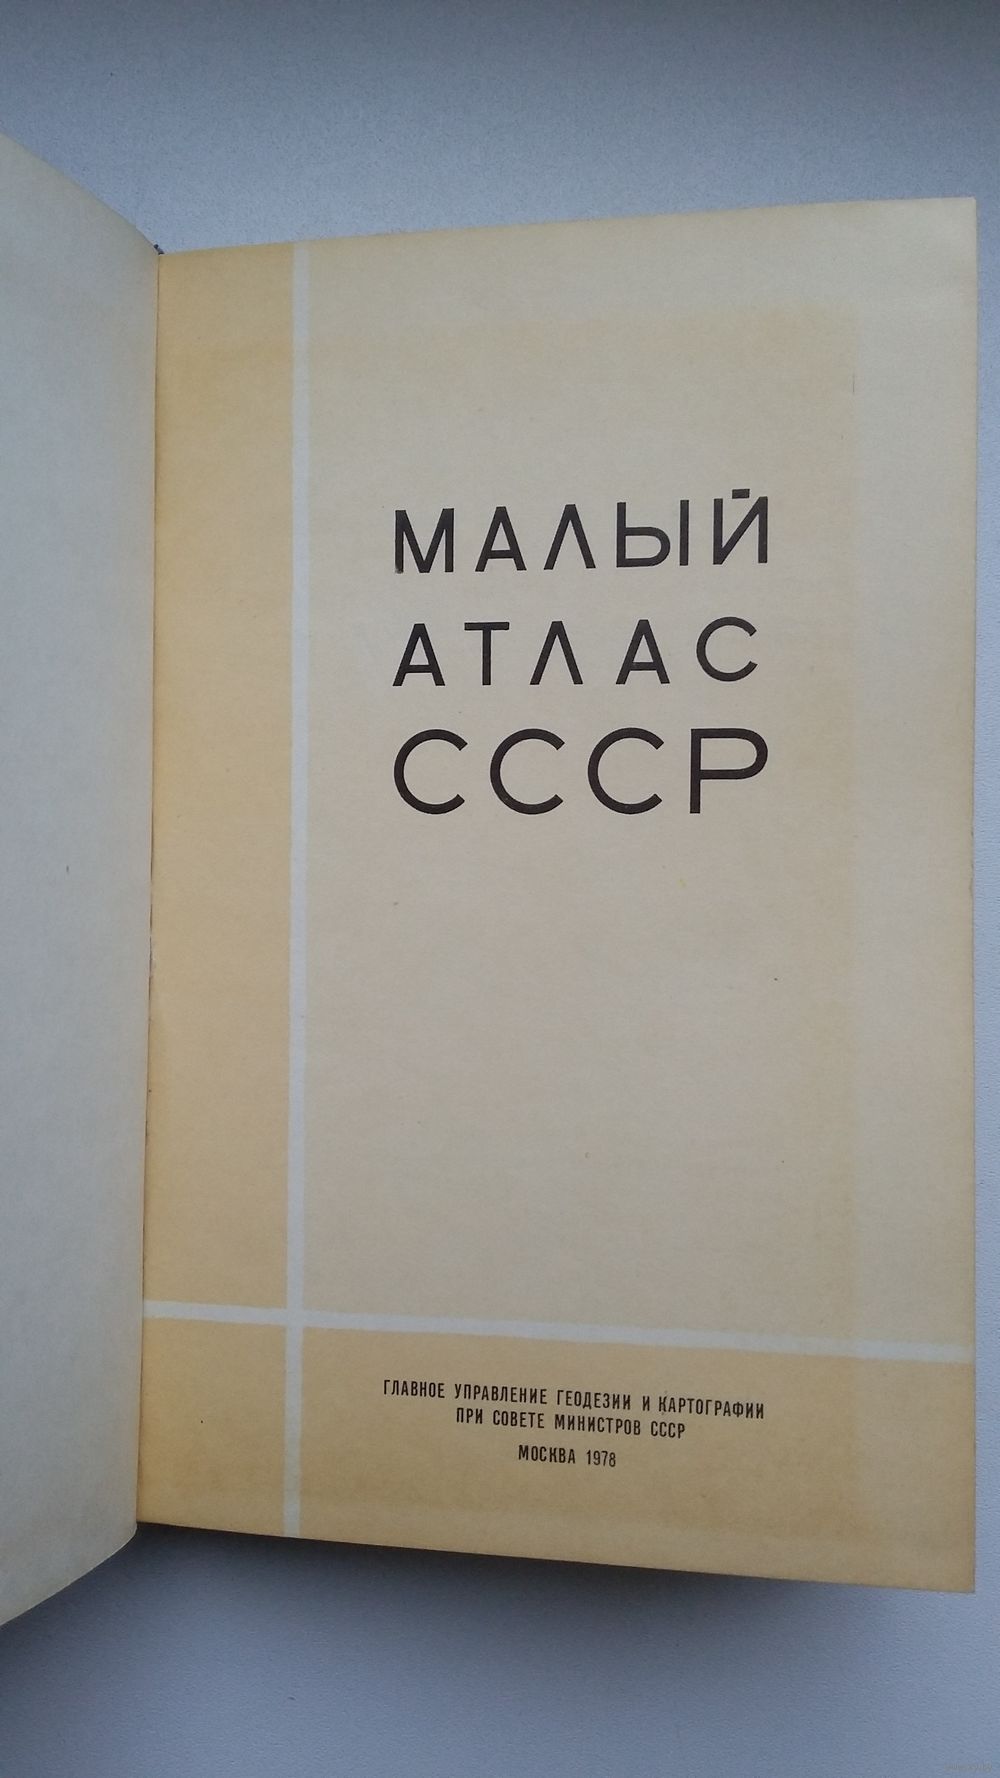 МАЛЫЙ
АТЛАС
СССР
ГЛАВНОЕ УПРАВЛЕНИЕ ГЕОДЕЗИИ И КАРТОГРАФИИ
ПРИ СОВЕТЕ МИНИСТРОВ СССР
МОСКВА 1978